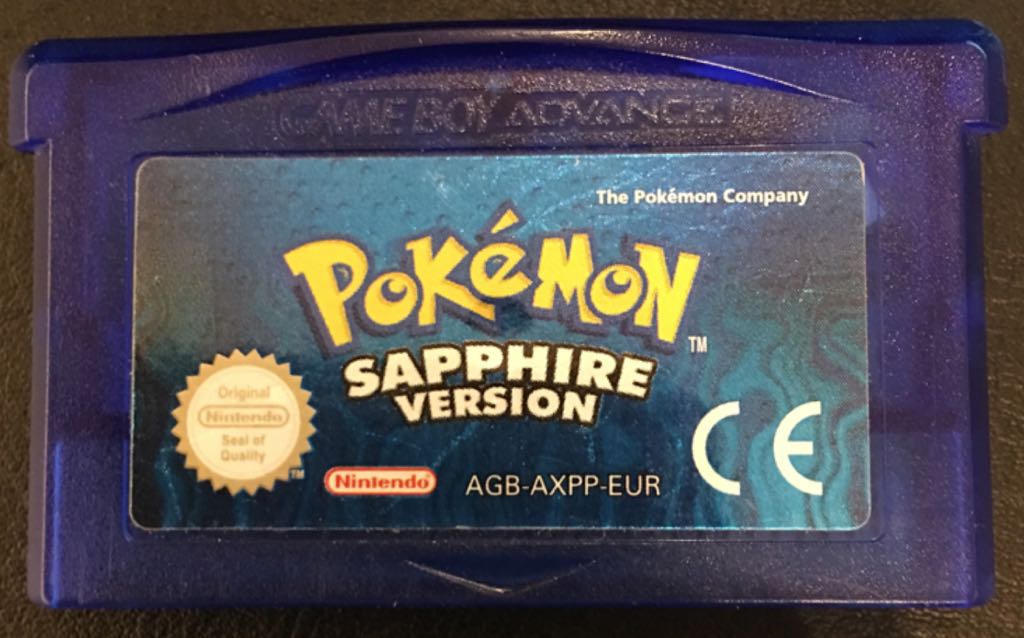 GAME BOY ADVANCE
The Pokémon Company
POKéMON
TM
SAPPHIRE
VERSION
Original
Nintendo
Seal of
Quality
TM
Nintendo
AGB-AXPP-EUR
CE